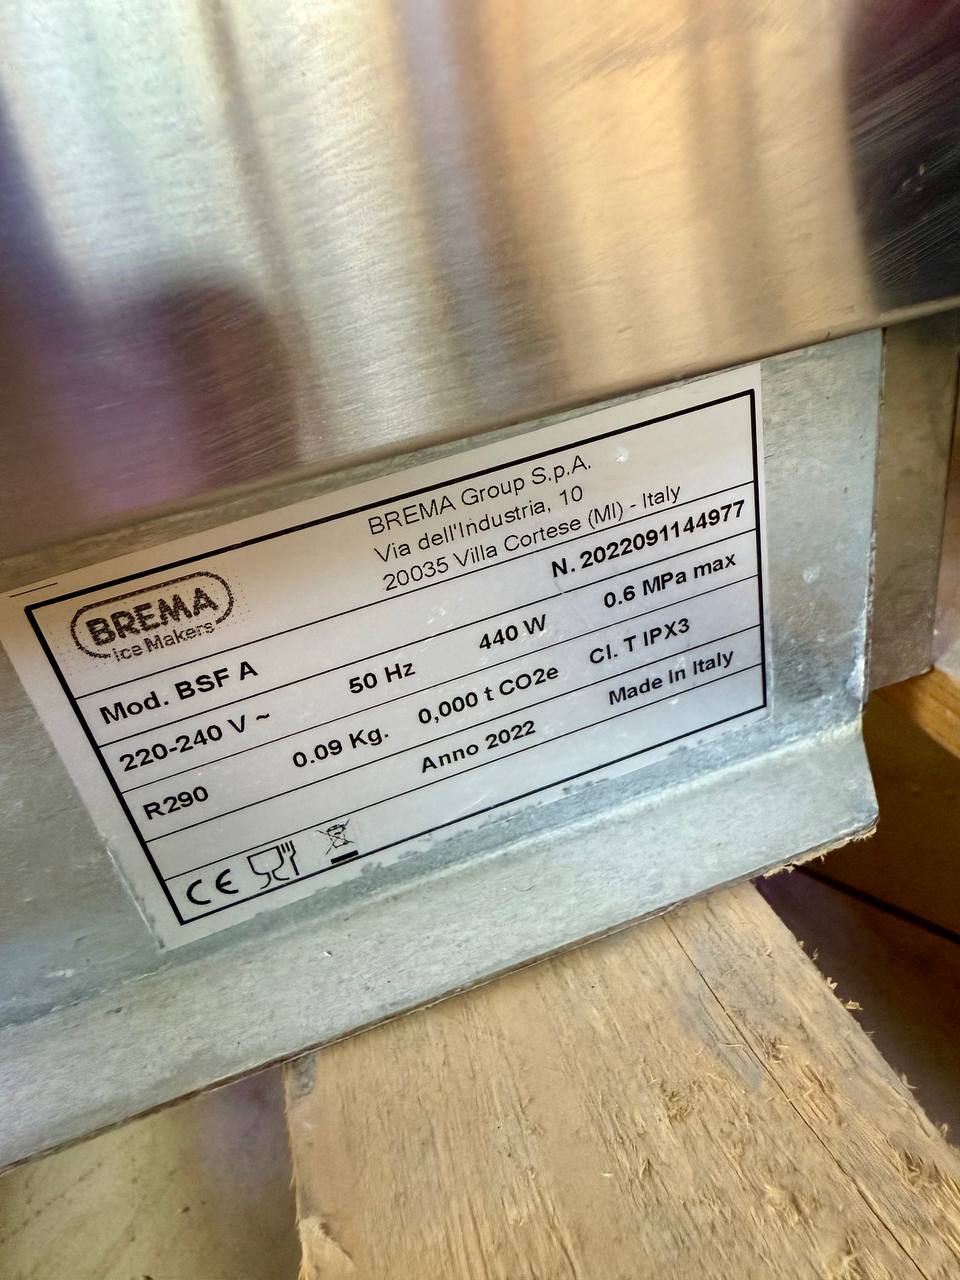 BREMA
Ice Makers
BREMA Group S.p.A.
Via dell'Industria, 10
20035 Villa Cortese (MI) - Italy
Mod. BSF A N. 2022091144977
220-240 V ~ 50 Hz 440 W 0.6 MPa max
R290 0.09 Kg. 0,000 t CO2e Cl. T IPX3
Anno 2022 Made In Italy
CE